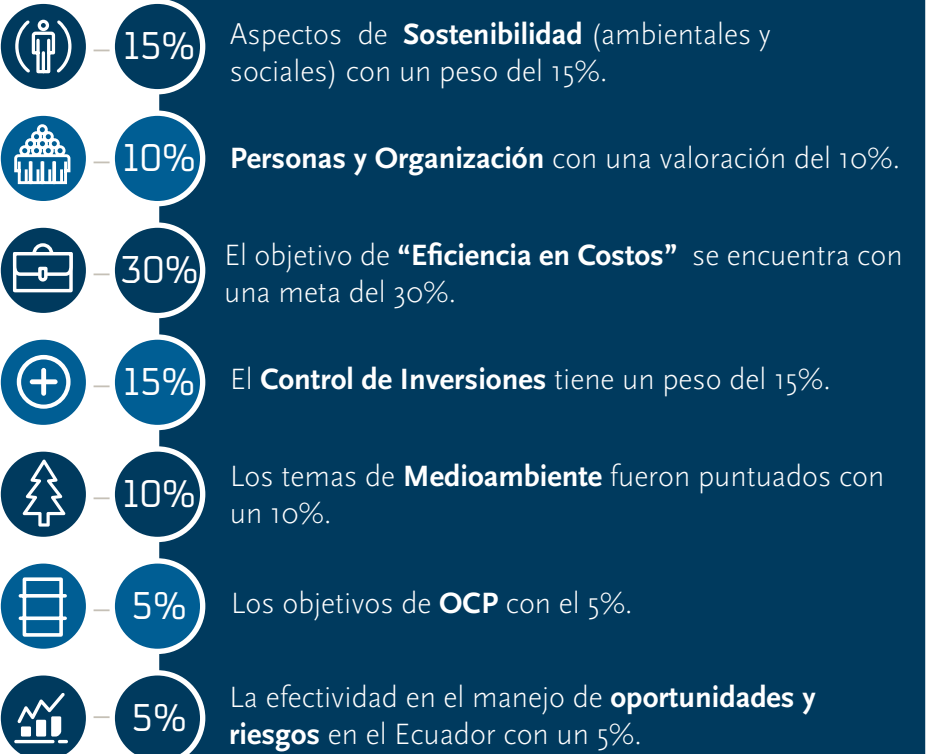 15%
Aspectos de Sostenibilidad (ambientales y
sociales) con un peso del 15%.
10%
Personas y Organización con una valoración del 10%.
30%
El objetivo de “Eficiencia en Costos” se encuentra con
una meta del 30%.
15%
El Control de Inversiones tiene un peso del 15%.
10%
Los temas de Medioambiente fueron puntuados con
un 10%.
5%
Los objetivos de OCP con el 5%.
5%
La efectividad en el manejo de oportunidades y
riesgos en el Ecuador con un 5%.